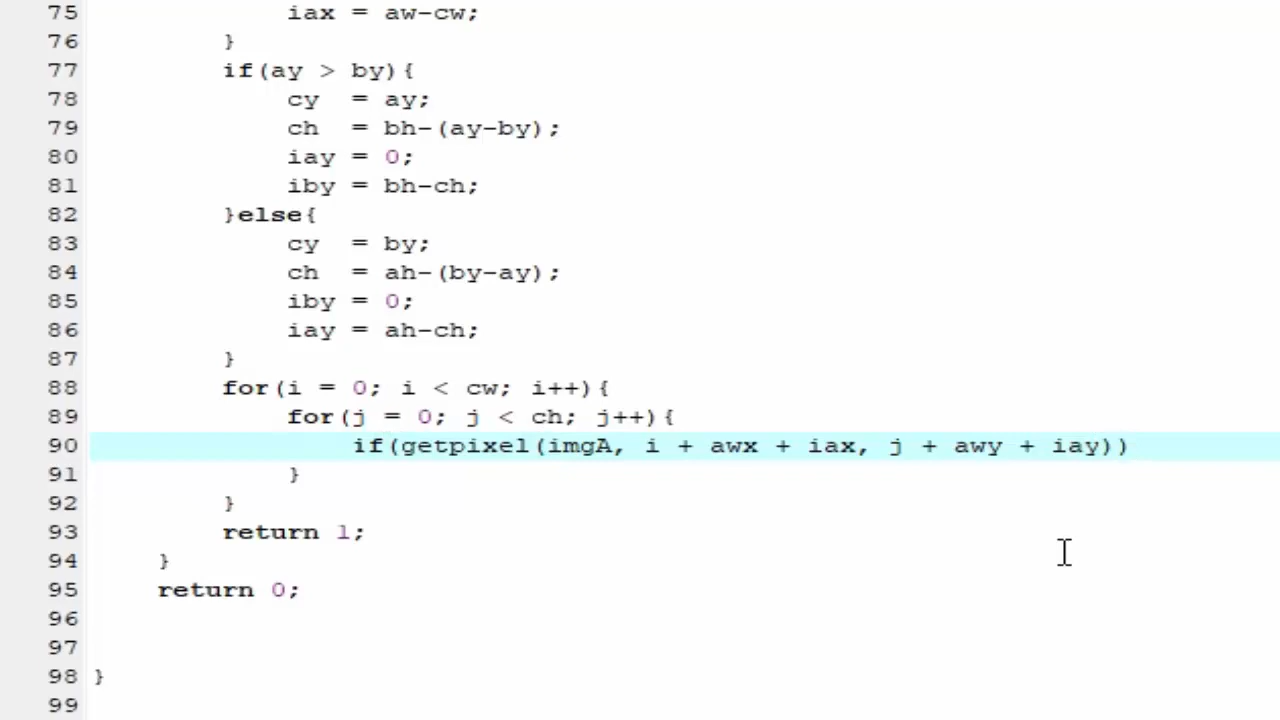 75 iax = aw-cw;
76 }
77 if(ay > by){
78 cy  = ay;
79 ch  = bh-(ay-by);
80 iay = 0;
81 iby = bh-ch;
82 }else{
83 cy  = by;
84 ch  = ah-(by-ay);
85 iby = 0;
86 iay = ah-ch;
87 }
88 for(i = 0; i < cw; i++){
89 for(j = 0; j < ch; j++){
90 if(getpixel(imgA, i + awx + iax, j + awy + iay))
91 }
92 }
93 return 1;
94 }
95 return 0;
96
97
98 }
99